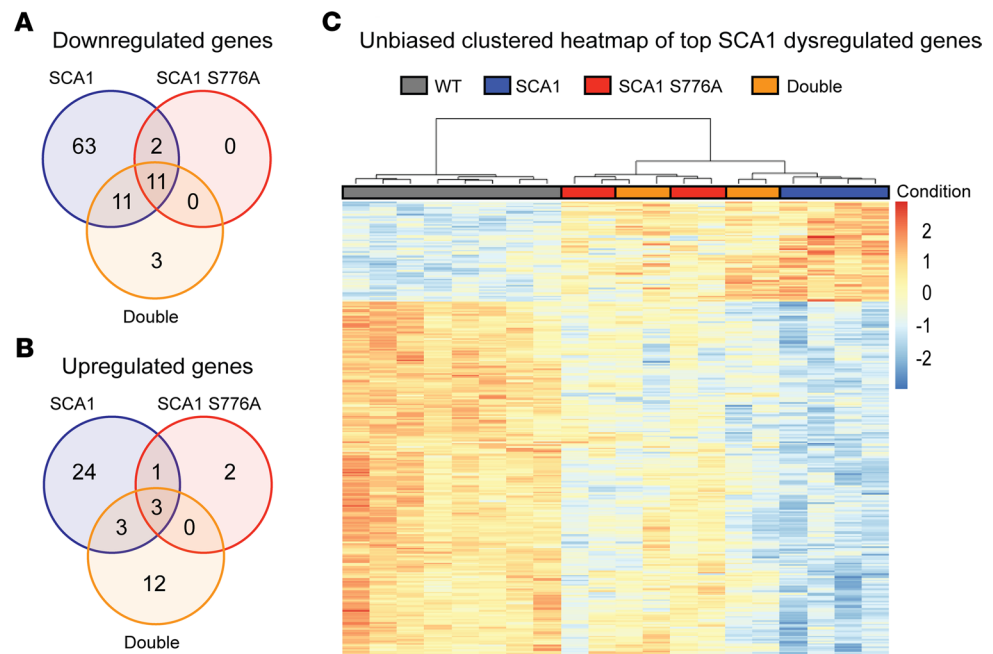 A
Downregulated genes
SCA1
SCA1 S776A
63
2
0
11
11
0
3
Double
B
Upregulated genes
SCA1
SCA1 S776A
24
1
2
3
3
0
12
Double
C
Unbiased clustered heatmap of top SCA1 dysregulated genes
WT
SCA1
SCA1 S776A
Double
Condition
2
1
0
-1
-2